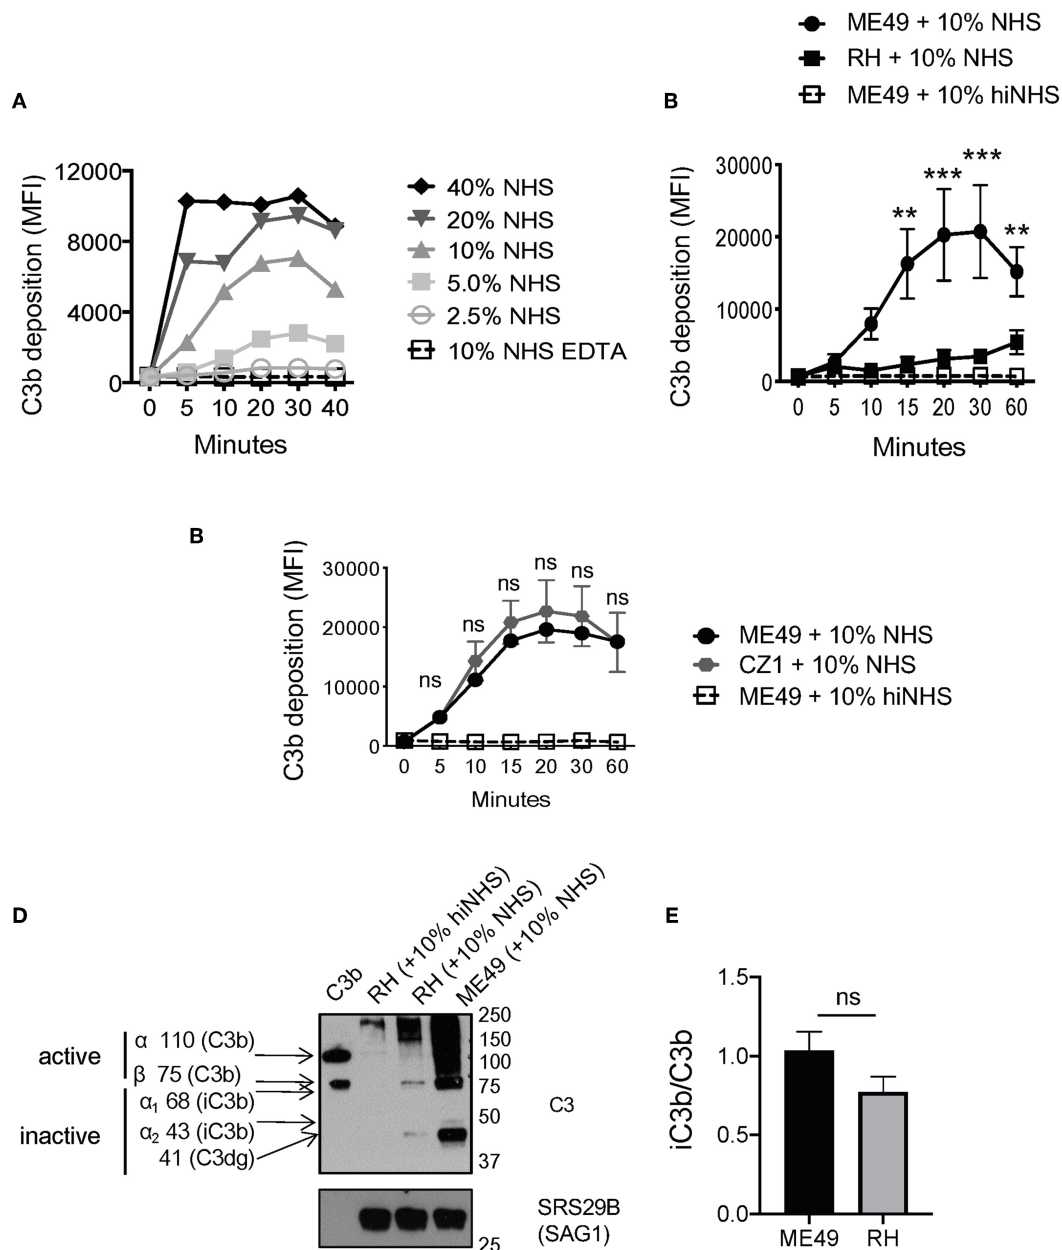 A
C3b deposition (MFI)
12000
8000
4000
0
0 5 10 20 30 40
Minutes
40% NHS
20% NHS
10% NHS
5.0% NHS
2.5% NHS
10% NHS EDTA
B
ME49 + 10% NHS
RH + 10% NHS
ME49 + 10% hiNHS
C3b deposition (MFI)
30000
20000
10000
0
** *** *** **
0 5 10 15 20 30 60
Minutes
B
C3b deposition (MFI)
30000
20000
10000
0
ns ns ns ns ns ns
0 5 10 15 20 30 60
Minutes
ME49 + 10% NHS
CZ1 + 10% NHS
ME49 + 10% hiNHS
D
C3b
RH (+10% hiNHS)
RH (+10% NHS)
ME49 (+10% NHS)
active
α 110 (C3b)
β 75 (C3b)
inactive
α1 68 (iC3b)
α2 43 (iC3b)
41 (C3dg)
250
150
100
75
50
37
C3
SRS29B
(SAG1)
25
E
iC3b/C3b
1.5
1.0
0.5
0.0
ns
ME49 RH